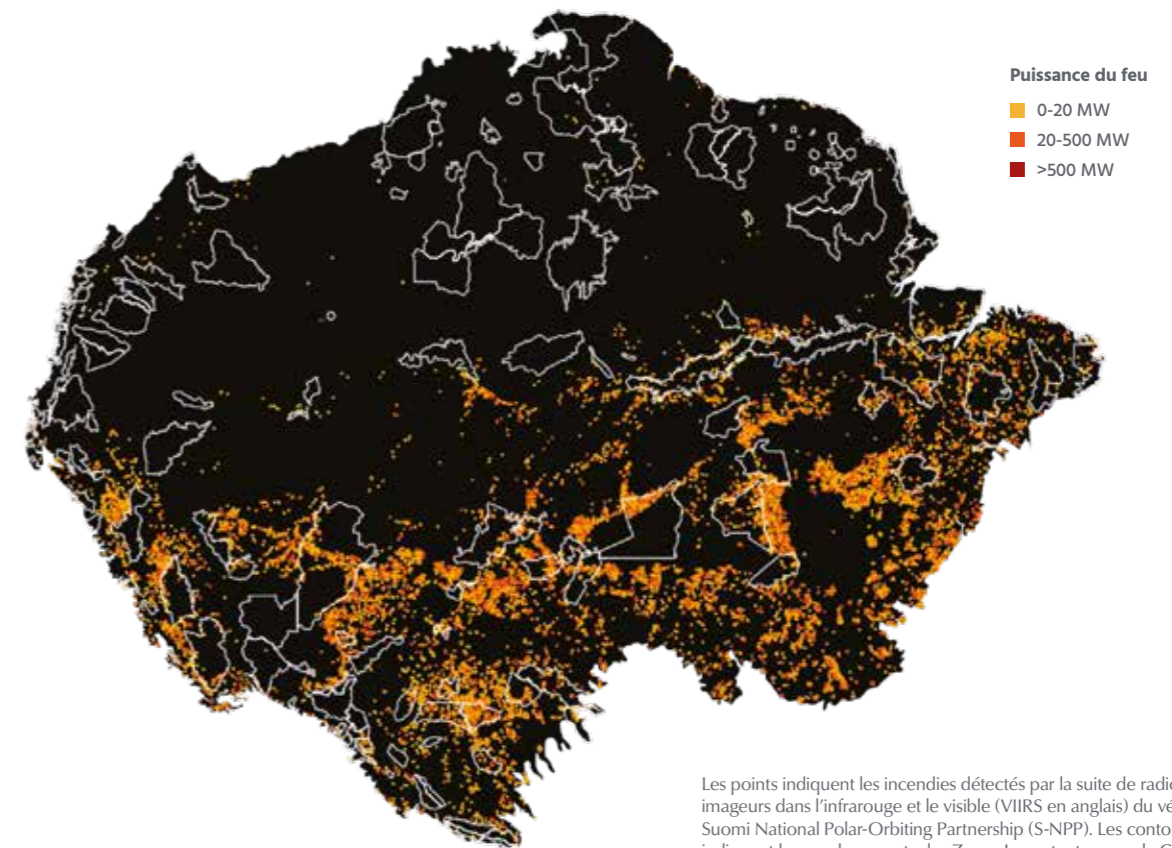 Puissance du feu
0-20 MW
20-500 MW
>500 MW
Les points indiquent les incendies détectés par la suite de radio
imageurs dans l'infrarouge et le visible (VIIRS en anglais) du vé
Suomi National Polar-Orbiting Partnership (S-NPP). Les conto